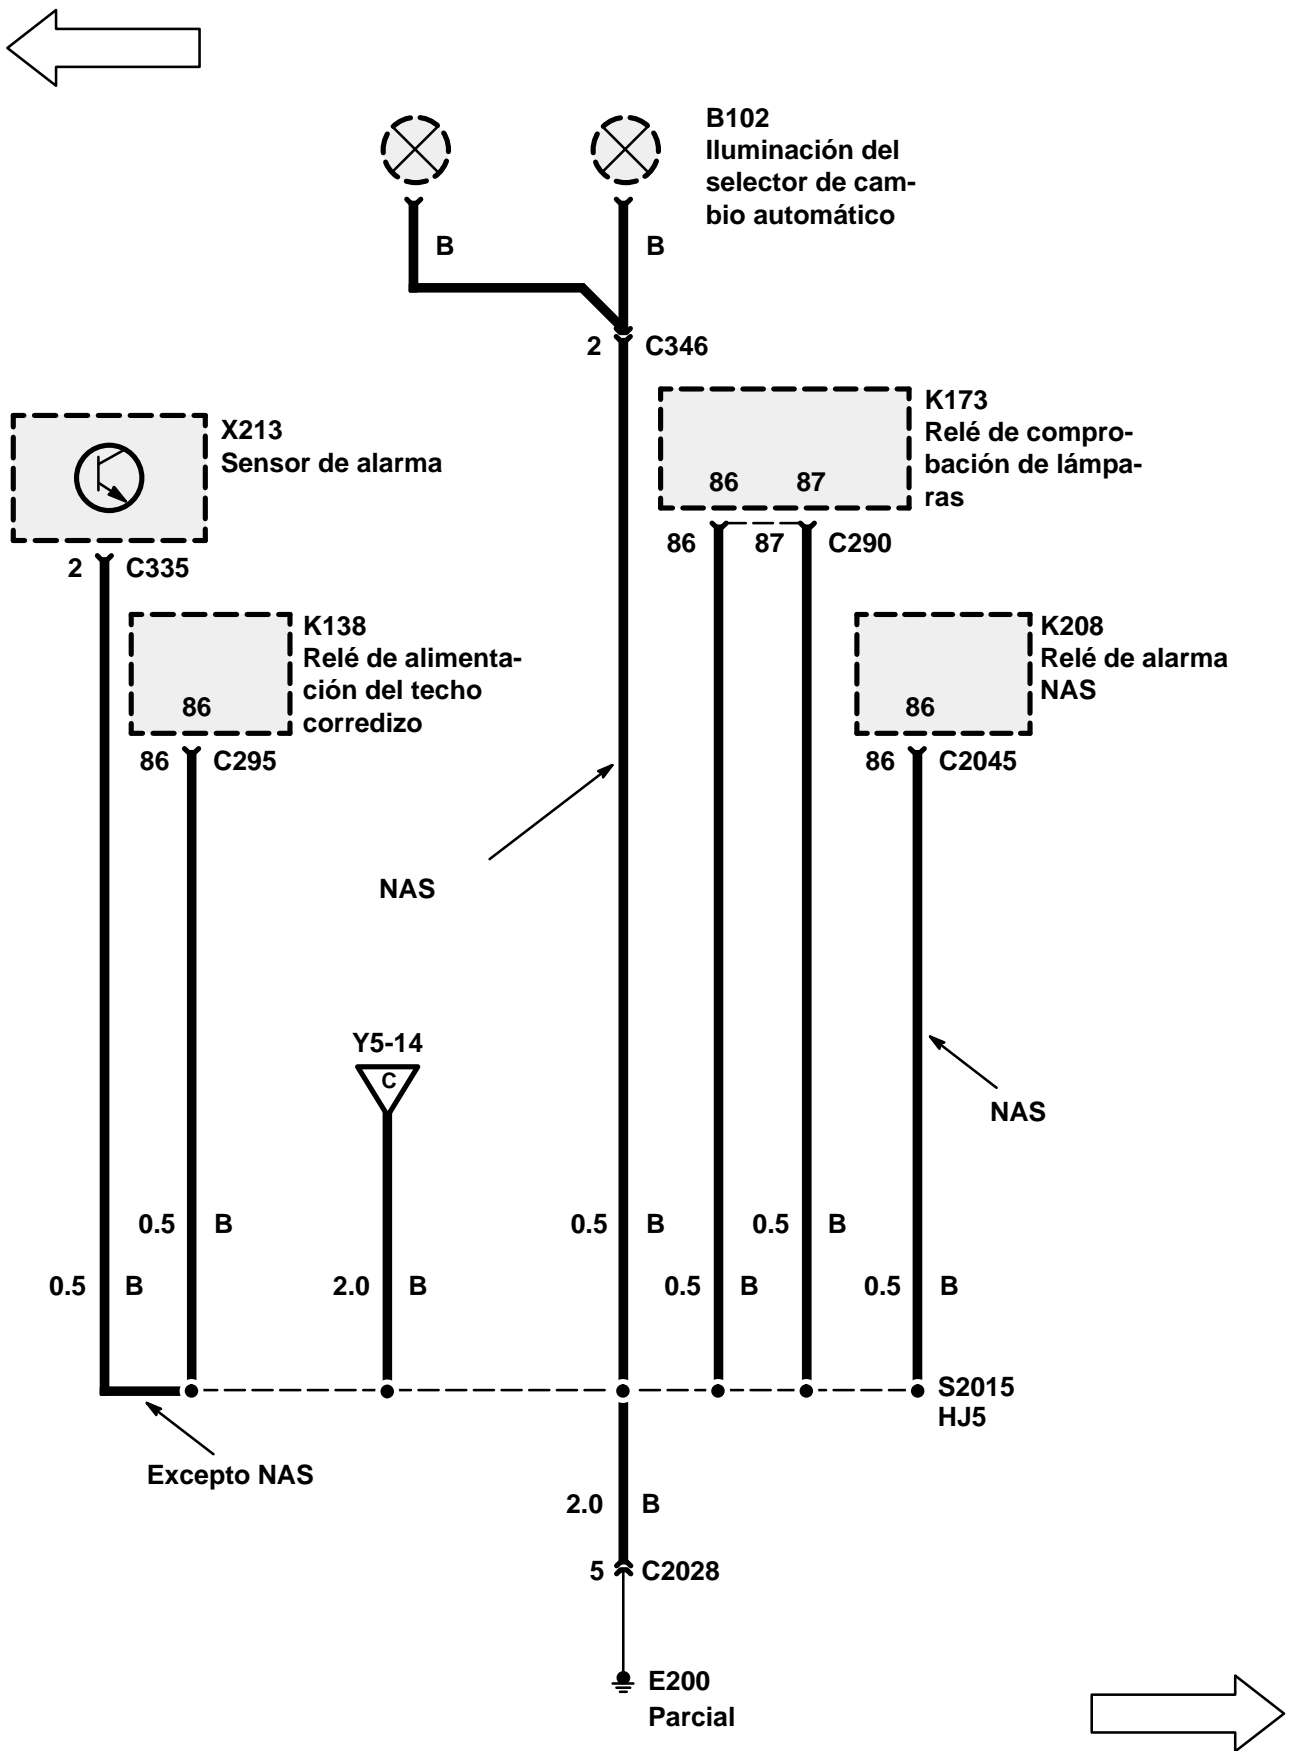 B102
Iluminación del
selector de cam-
bio automático
B
B
2
C346
K173
Relé de compro-
bación de lámpa-
ras
86
87
86
87
C290
X213
Sensor de alarma
2
C335
K138
Relé de alimenta-
ción del techo
corredizo
86
86
C295
K208
Relé de alarma
NAS
86
86
C2045
NAS
Y5-14
C
NAS
0.5
B
0.5
B
0.5
B
0.5
B
2.0
B
0.5
B
0.5
B
S2015
HJ5
Excepto NAS
2.0
B
5
C2028
E200
Parcial